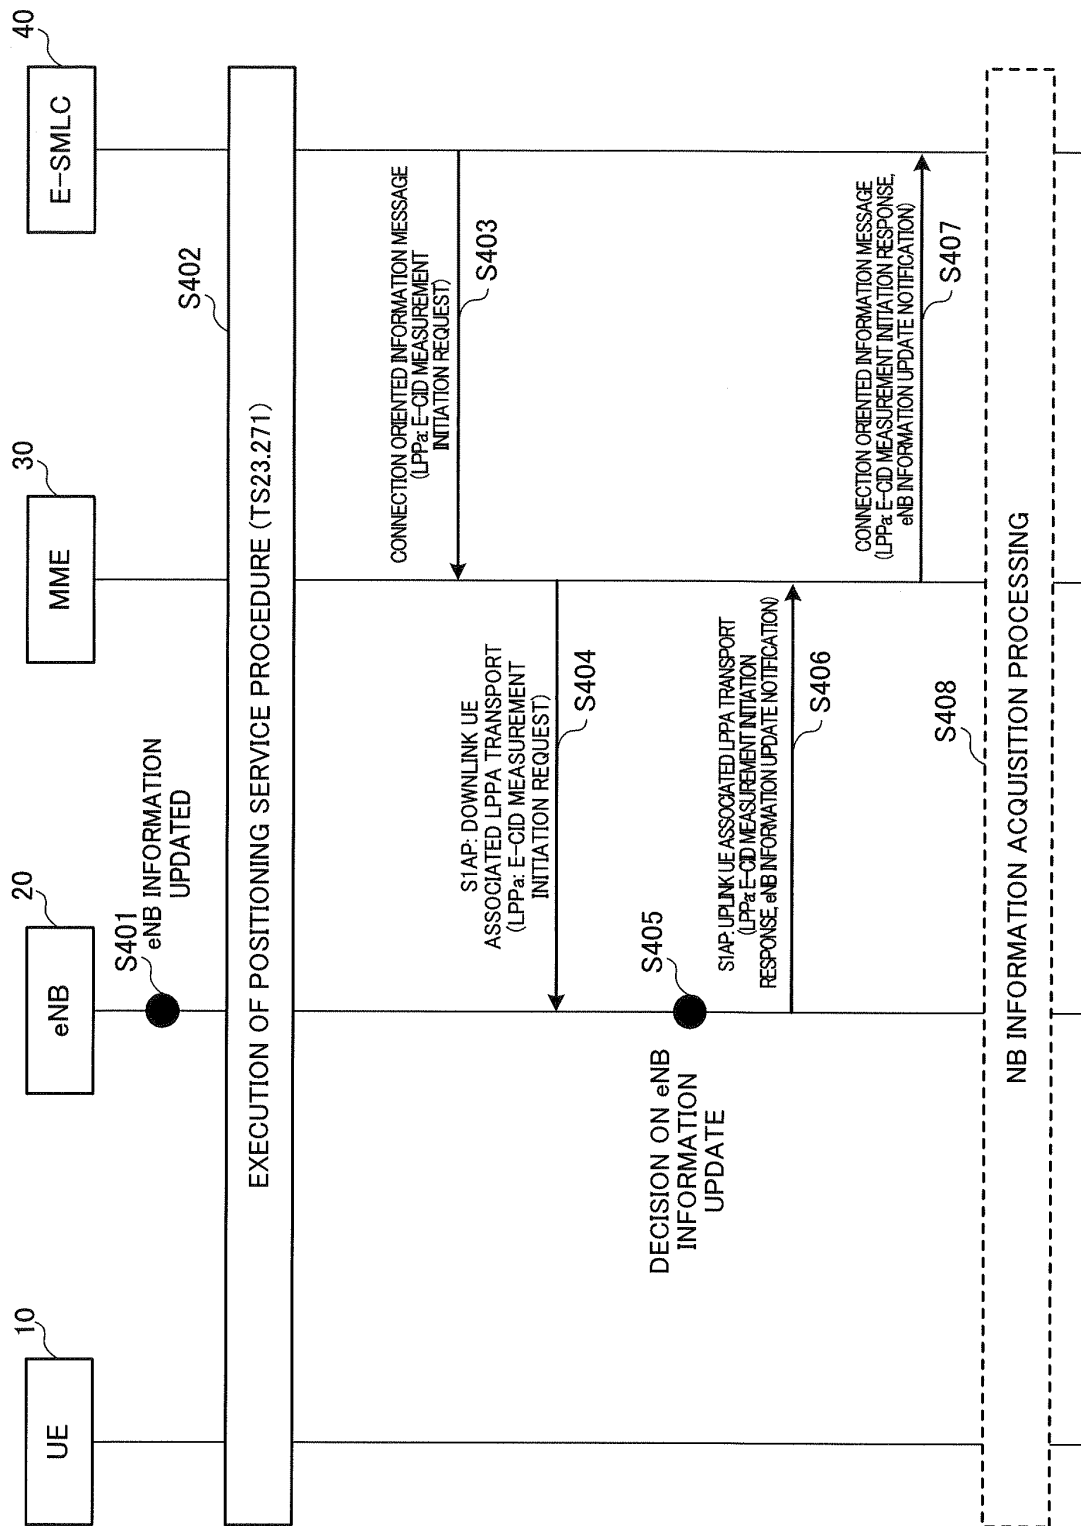 10
UE
20
eNB
30
MME
40
E-SMLC
S401
eNB INFORMATION
UPDATED
S402
EXECUTION OF POSITIONING SERVICE PROCEDURE (TS23.271)
CONNECTION ORIENTED INFORMATION MESSAGE
(LPPa: E-CID MEASUREMENT
INITIATION REQUEST)
S403
S1AP: DOWNLINK UE
ASSOCIATED LPPA TRANSPORT
(LPPa: E-CID MEASUREMENT
INITIATION REQUEST)
S404
DECISION ON eNB
INFORMATION
UPDATE
S405
S1AP: UPLINK UE ASSOCIATED LPPA TRANSPORT
(LPPa: E-CID MEASUREMENT INITIATION
RESPONSE, eNB INFORMATION UPDATE NOTIFICATION)
S406
CONNECTION ORIENTED INFORMATION MESSAGE
(LPPa: E-CID MEASUREMENT INITIATION RESPONSE,
eNB INFORMATION UPDATE NOTIFICATION)
S407
S408
NB INFORMATION ACQUISITION PROCESSING